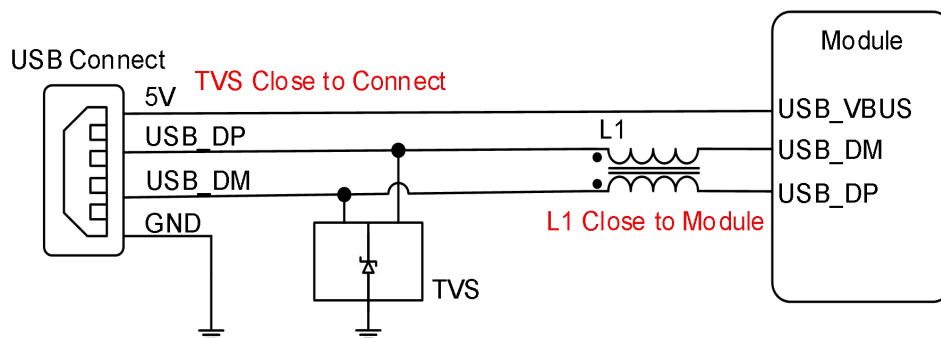 Module
USB Connect
TVS Close to Connect
5V
USB_VBUS
USB_DP
L1
USB_DM
USB_DM
USB_DP
L1 Close to Module
GND
TVS